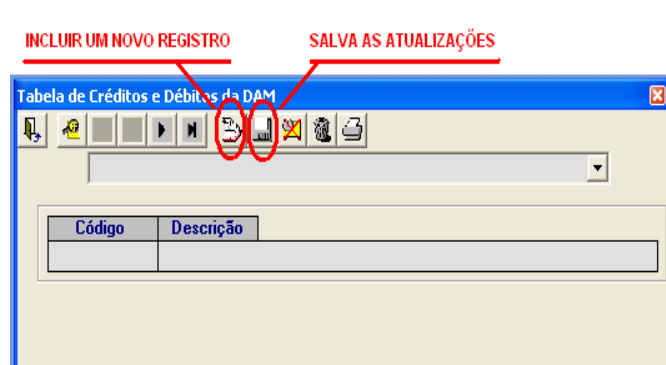 INCLUIR UM NOVO REGISTRO SALVA AS ATUALIZAÇÕES
Tabela de Créditos e Débitos da DAM
Código Descrição